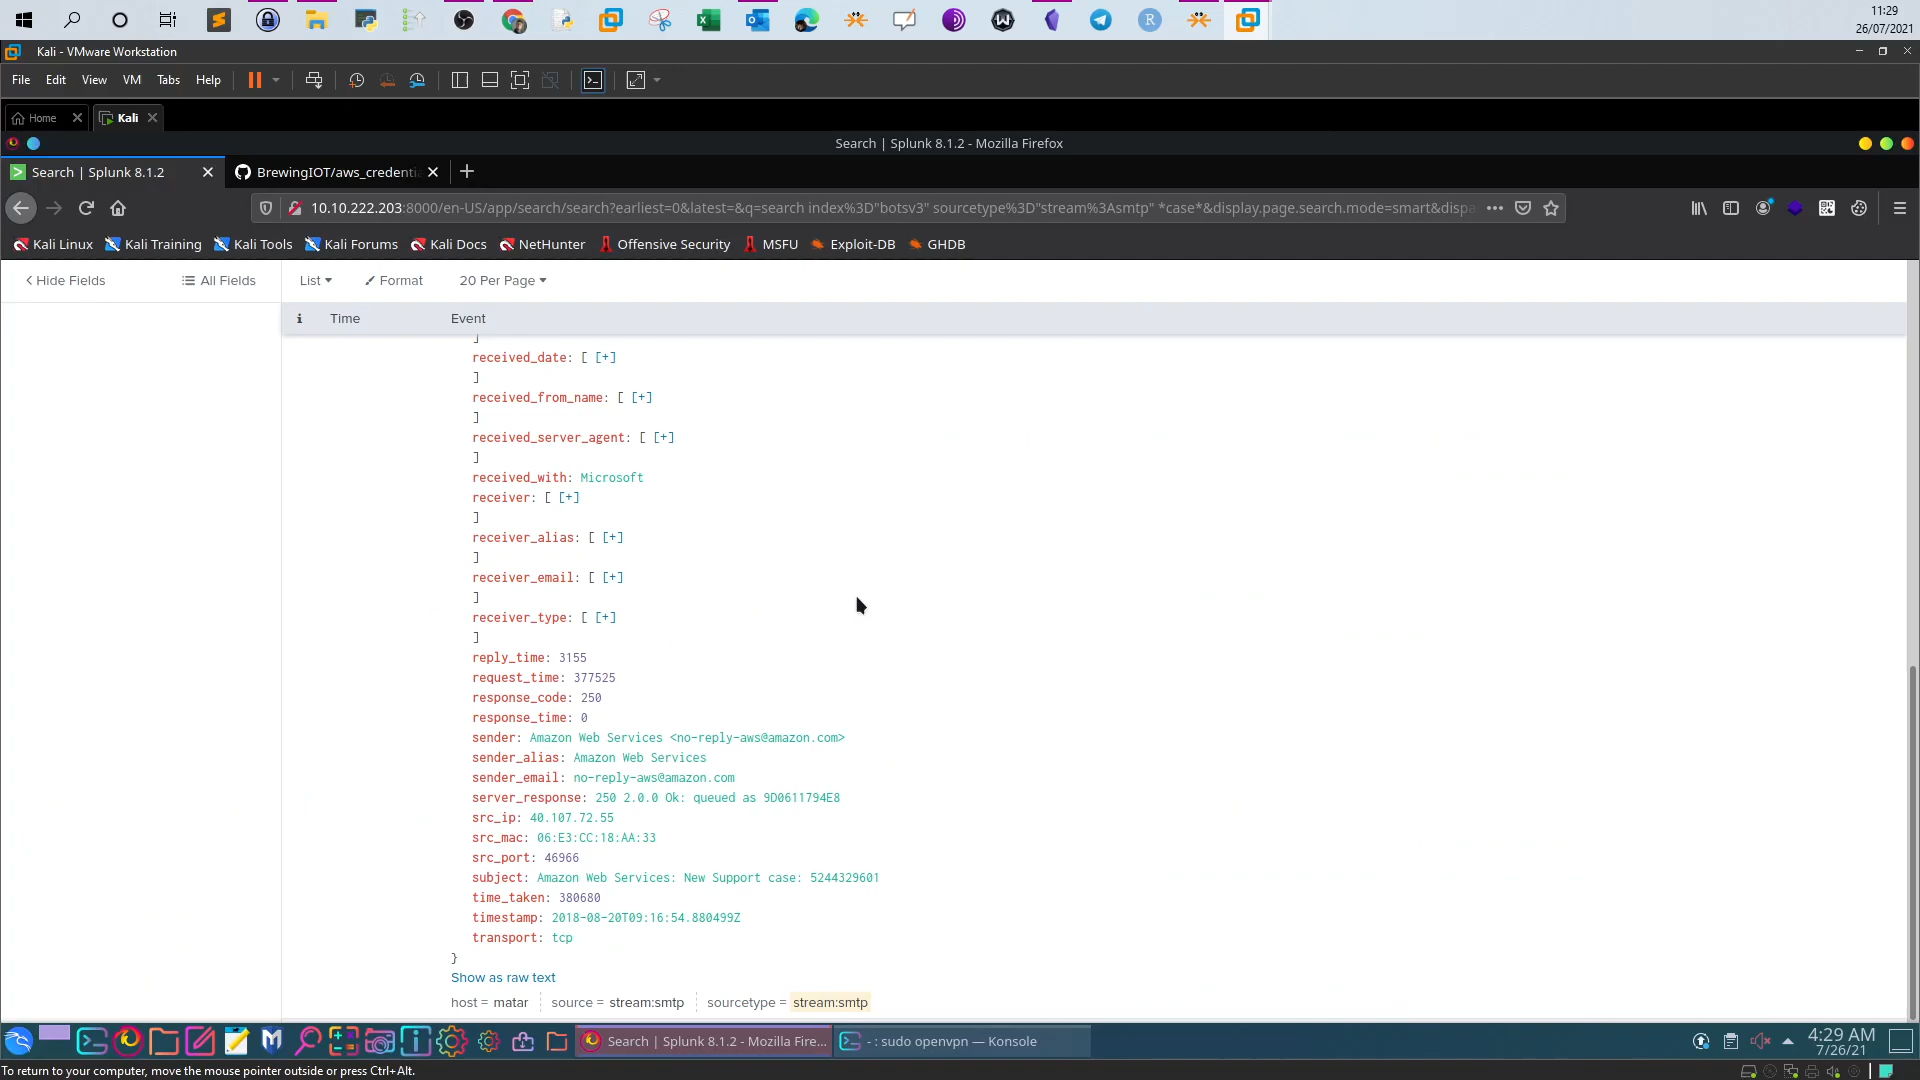 11:29
26/07/2021
Kali - VMware Workstation
File Edit View VM Tabs Help
Home Kali
Search | Splunk 8.1.2 - Mozilla Firefox
Search | Splunk 8.1.2 BrewingIOT/aws_credenti
10.10.222.203:8000/en-US/app/search/search?earliest=0&latest=&q=search index%3D"botsv3" sourcetype%3D"stream%3Asmtp" *case*&display.page.search.mode=smart&dispa
Kali Linux Kali Training Kali Tools Kali Forums Kali Docs NetHunter Offensive Security MSFU Exploit-DB GHDB
Hide Fields All Fields List Format 20 Per Page
i Time Event
]
received_date: [ [+]
]
received_from_name: [ [+]
]
received_server_agent: [ [+]
]
received_with: Microsoft
receiver: [ [+]
]
receiver_alias: [ [+]
]
receiver_email: [ [+]
]
receiver_type: [ [+]
]
reply_time: 3155
request_time: 377525
response_code: 250
response_time: 0
sender: Amazon Web Services <no-reply-aws@amazon.com>
sender_alias: Amazon Web Services
sender_email: no-reply-aws@amazon.com
server_response: 250 2.0.0 Ok: queued as 9D0611794E8
src_ip: 40.107.72.55
src_mac: 06:E3:CC:18:AA:33
src_port: 46966
subject: Amazon Web Services: New Support case: 5244329601
time_taken: 380680
timestamp: 2018-08-20T09:16:54.880499Z
transport: tcp
}
Show as raw text
host = matar source = stream:smtp sourcetype = stream:smtp
Search | Splunk 8.1.2 - Mozilla Fire... - : sudo openvpn — Konsole
4:29 AM
7/26/21
To return to your computer, move the mouse pointer outside or press Ctrl+Alt.